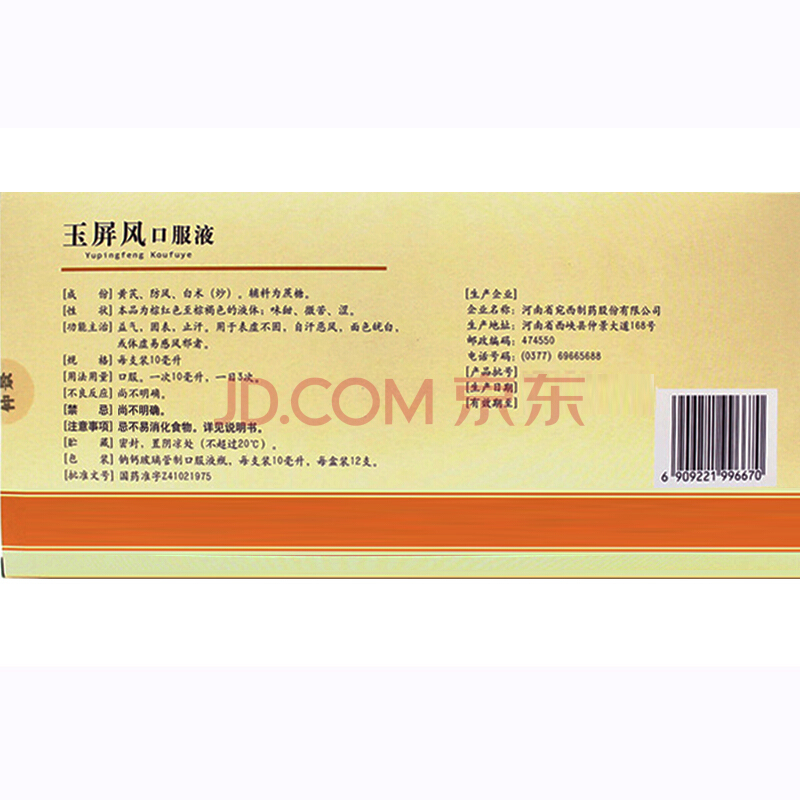 玉屏风口服液
Yupingfeng Koufuye
[成 份] 黄芪、防风、白术(炒)。辅料为蔗糖。
[性 状] 本品为棕红色至棕褐色的液体；味甜、微苦、涩。
[功能主治] 益气，固表，止汗。用于表虚不固，自汗恶风，面色㿠白，
或体虚易感风邪者。
[规 格] 每支装10毫升
[用法用量] 口服，一次10毫升，一日3次。
[不良反应] 尚不明确。
[禁 忌] 尚不明确。
[注意事项] 忌不易消化食物。详见说明书。
[贮 藏] 密封，置阴凉处(不超过20℃)。
[包 装] 钠钙玻璃管制口服液瓶，每支装10毫升，每盒装12支。
[批准文号] 国药准字Z41021975
[生产企业]
企业名称：河南省宛西制药股份有限公司
生产地址：河南省西峡县仲景大道168号
邮政编码：474550
电话号码：(0377) 69665688
[产品批号]
[生产日期]
[有效期至]
6 909221 996670
JD.COM 京东